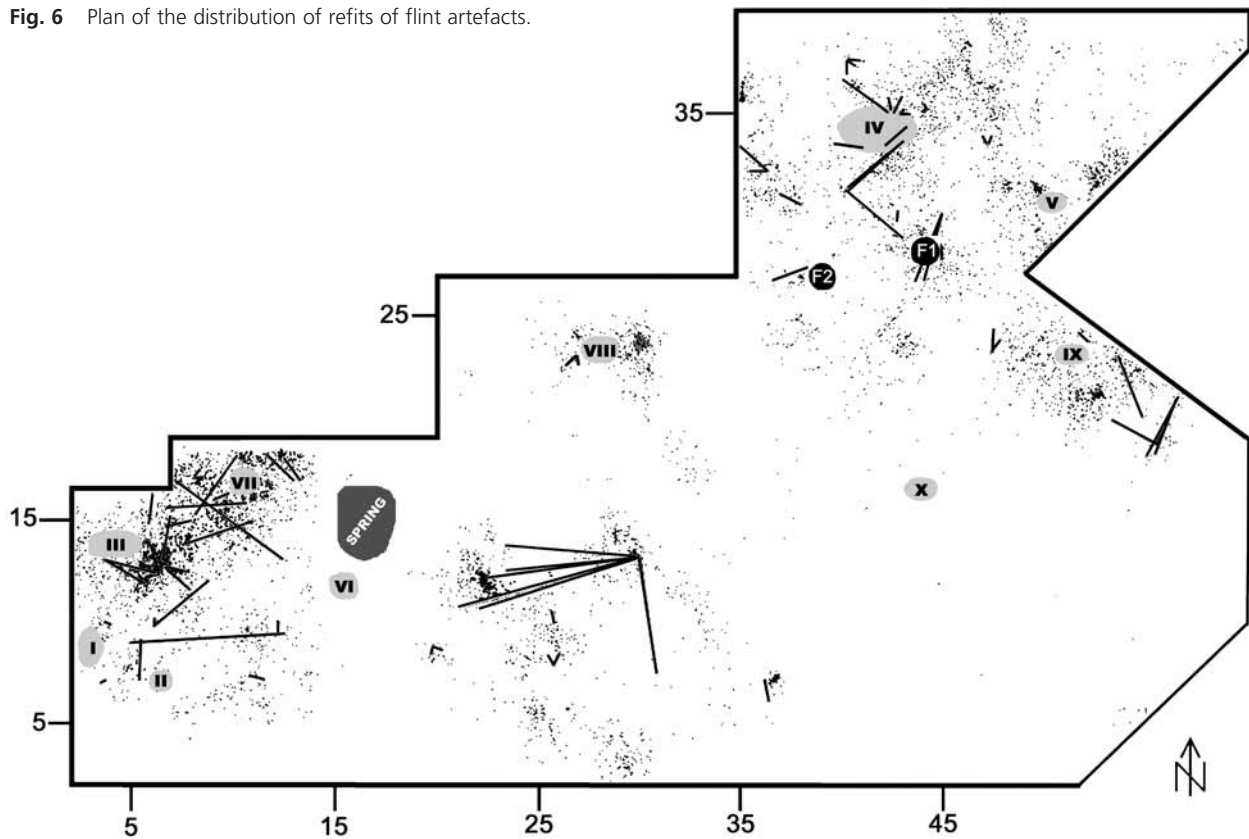 Fig. 6 Plan of the distribution of refits of flint artefacts.
35
IV
V
F1
F2
25
VIII
IX
VII
SPRING
X
15
III
VI
I
II
5
N
5 15 25 35 45